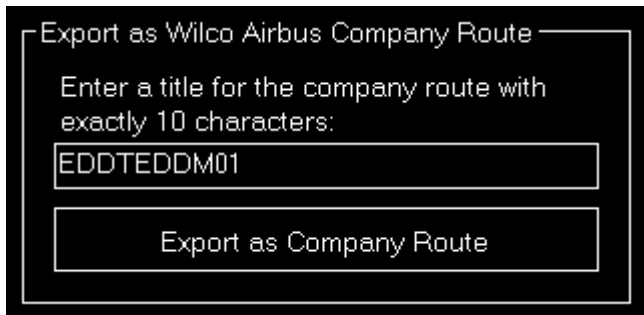 Export as Wilco Airbus Company Route
Enter a title for the company route with
exactly 10 characters:
EDDTEDDM01
Export as Company Route